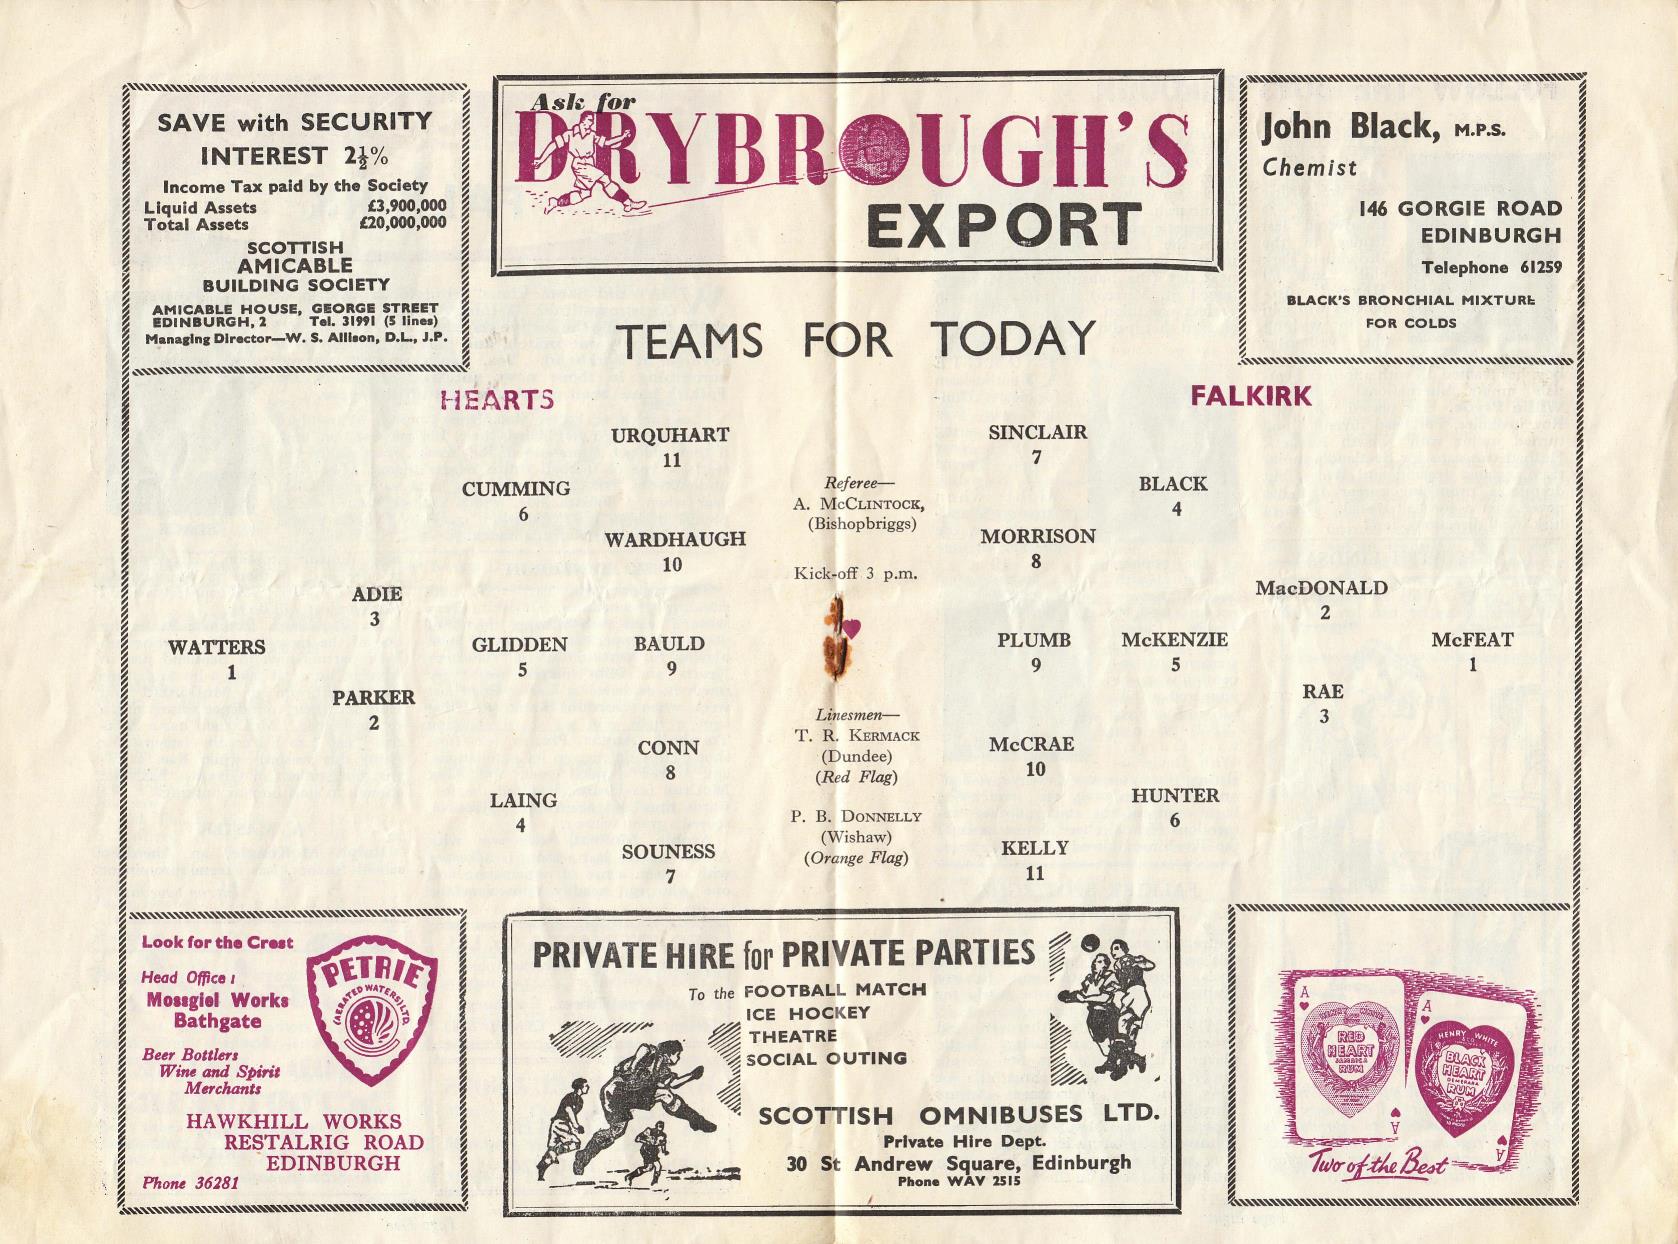 SAVE with SECURITY
INTEREST 2½%
Income Tax paid by the Society
Liquid Assets £3,900,000
Total Assets £20,000,000
SCOTTISH
AMICABLE
BUILDING SOCIETY
AMICABLE HOUSE, GEORGE STREET
EDINBURGH, 2 Tel. 31991 (5 lines)
Managing Director—W. S. Allison, D.L., J.P.
Ask for
DRYBROUGH'S
EXPORT
John Black, M.P.S.
Chemist
146 GORGIE ROAD
EDINBURGH
Telephone 61259
BLACK'S BRONCHIAL MIXTURE
FOR COLDS
TEAMS FOR TODAY
HEARTS
URQUHART
11
CUMMING
6
WARDHAUGH
10
ADIE
3
WATTERS
1
GLIDDEN
5
BAULD
9
PARKER
2
CONN
8
LAING
4
SOUNESS
7
Referee—
A. McCLINTOCK,
(Bishopbriggs)
Kick-off 3 p.m.
Linesmen—
T. R. KERMACK
(Dundee)
(Red Flag)
P. B. DONNELLY
(Wishaw)
(Orange Flag)
FALKIRK
SINCLAIR
7
BLACK
4
MORRISON
8
MacDONALD
2
PLUMB
9
McKENZIE
5
McFEAT
1
RAE
3
McCRAE
10
HUNTER
6
KELLY
11
Look for the Crest
Head Office:
Mossgiel Works
Bathgate
Beer Bottlers
Wine and Spirit
Merchants
PETRIE
(AERATED WATERS) LTD.
HAWKHILL WORKS
RESTALRIG ROAD
EDINBURGH
Phone 36281
PRIVATE HIRE for PRIVATE PARTIES
To the FOOTBALL MATCH
ICE HOCKEY
THEATRE
SOCIAL OUTING
SCOTTISH OMNIBUSES LTD.
Private Hire Dept.
30 St Andrew Square, Edinburgh
Phone WAV 2515
A
RED
HEART
JAMAICA
RUM
A
A
HENRY WHITE
BLACK
HEART
DEMERARA
RUM
A
Two of the Best